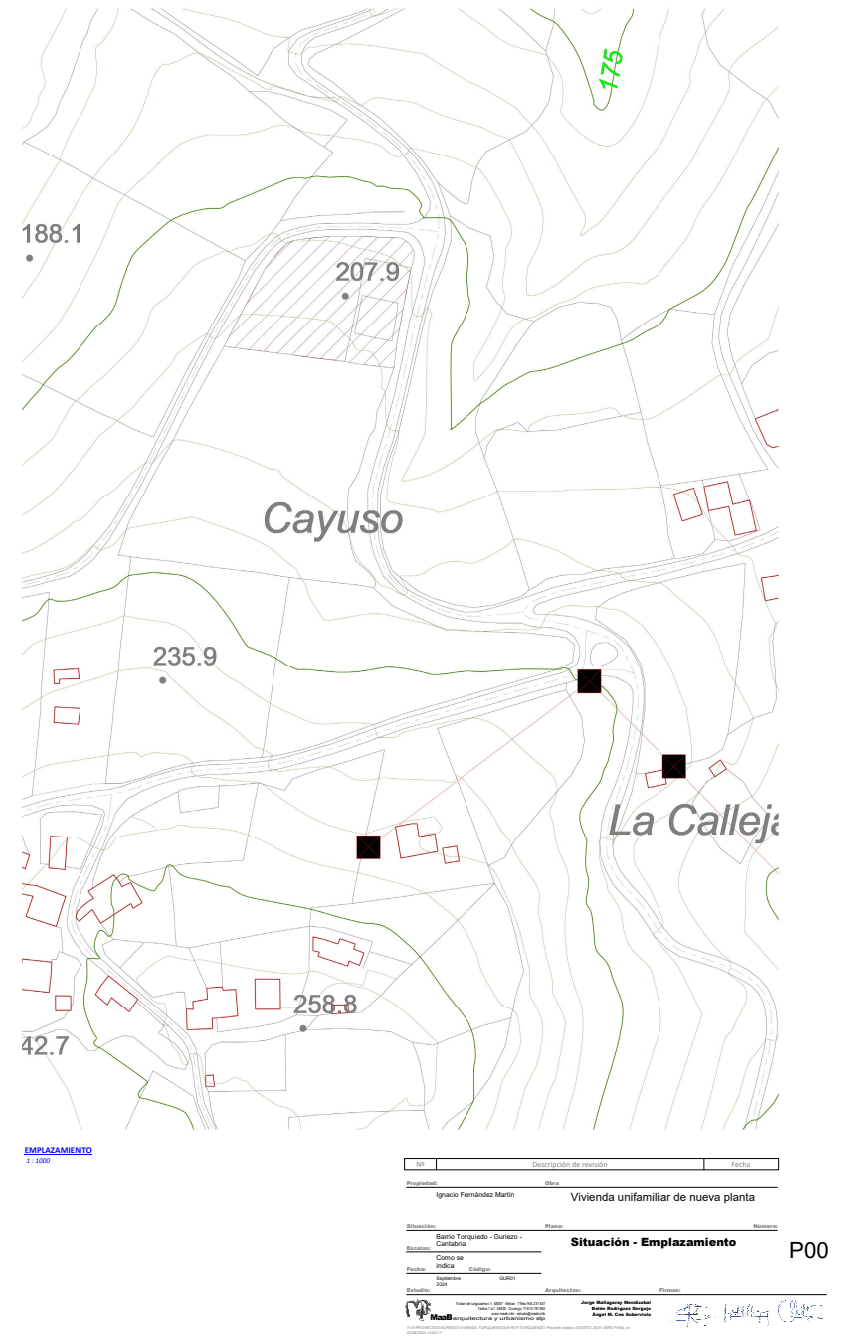 175
188.1
207.9
Cayuso
235.9
La Calleja
258.8
42.7
EMPLAZAMIENTO
1 : 1000
Nº Descripción de revisión Fecha
Propiedad: Obra
Ignacio Fernández Martín Vivienda unifamiliar de nueva planta
Situación: Plano: Número:
Barrio Torquiedo - Guriezo - Cantabria
Situación - Emplazamiento
P00
Escalas:
Como se indica
Fecha: Código:
Septiembre 2024 GUR01
Estudio: Arquitectos: Firmas:
Jorge Mallagaray Mendizabal
Belén Rodríguez Gorgojo
Ángel M. Cea Suberviola
MaaB arquitectura y urbanismo slp